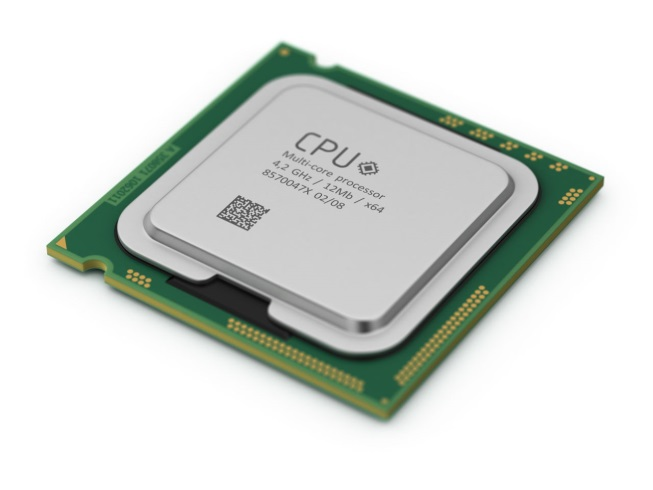 CPU
Multi-core processor
4,2 GHz / 12Mb / x64
8570047X 02/08